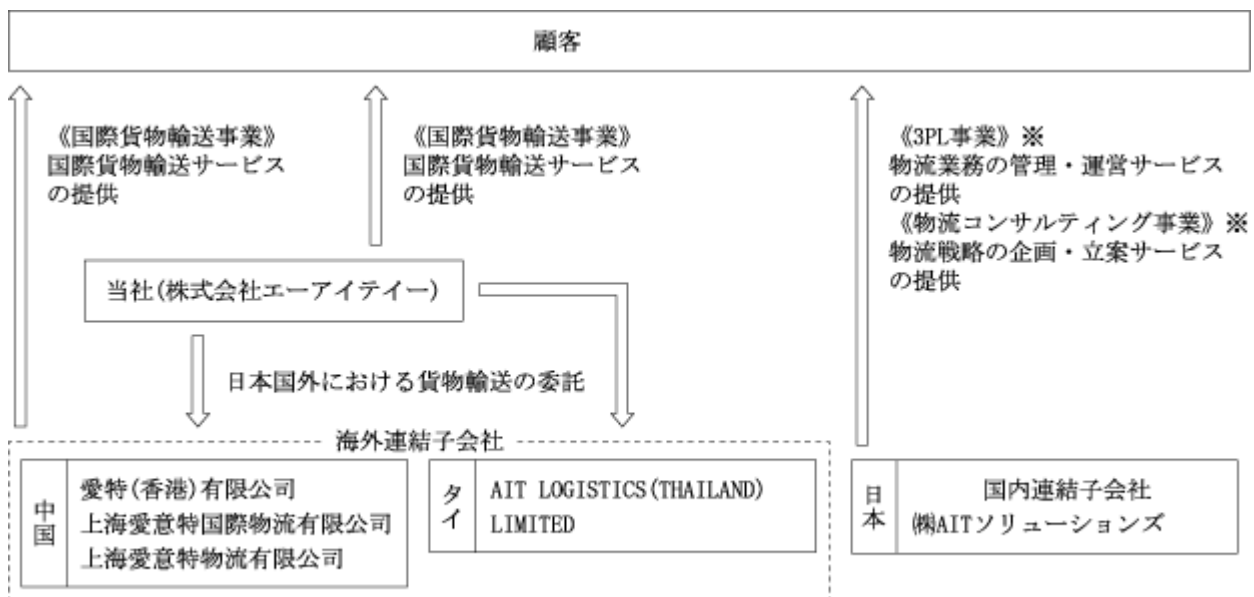 顧客
《国際貨物輸送事業》
国際貨物輸送サービス
の提供
《国際貨物輸送事業》
国際貨物輸送サービス
の提供
《3PL事業》※
物流業務の管理・運営サービス
の提供
《物流コンサルティング事業》※
物流戦略の企画・立案サービス
の提供
当社(株式会社エーアイテイー)
日本国外における貨物輸送の委託
海外連結子会社
中国
愛特(香港)有限公司
上海愛意特国際物流有限公司
上海愛意特物流有限公司
タイ
AIT LOGISTICS(THAILAND)
LIMITED
日本
国内連結子会社
㈱AITソリューションズ